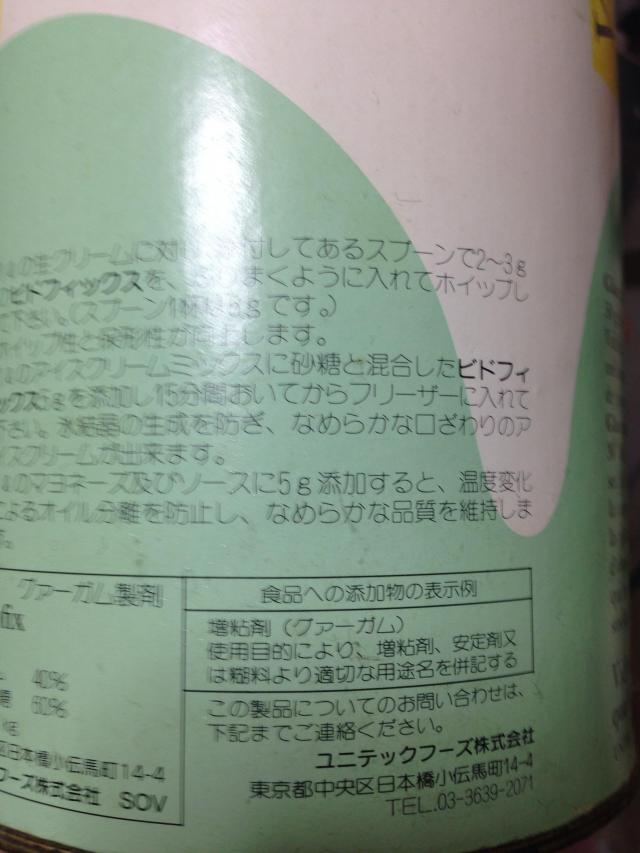 の生クリームに対し 付してあるスプーンで2〜3g
ビドフィックスを、 まくように入れてホイップし
て下さい。(スプーン1杯は gです。)
ホイップ性と保形性が向上します。
のアイスクリームミックスに砂糖と混合したビドフィ
ックス5gを添加し15分間おいてからフリーザーに入れて
下さい。氷結晶の生成を防ぎ、なめらかな口ざわりのア
イスクリームが出来ます。
のマヨネーズ及びソースに5g添加すると、温度変化
によるオイル分離を防止し、なめらかな品質を維持しま
す。
グァーガム製剤
fix
40%
糖 60%
区日本橋小伝馬町14-4
フーズ株式会社 SOV
食品への添加物の表示例
増粘剤(グァーガム)
使用目的により、増粘剤、安定剤又
は糊料より適切な用途名を併記する
この製品についてのお問い合わせは、
下記までご連絡ください。
ユニテックフーズ株式会社
東京都中央区日本橋小伝馬町14-4
TEL.03-3639-2071